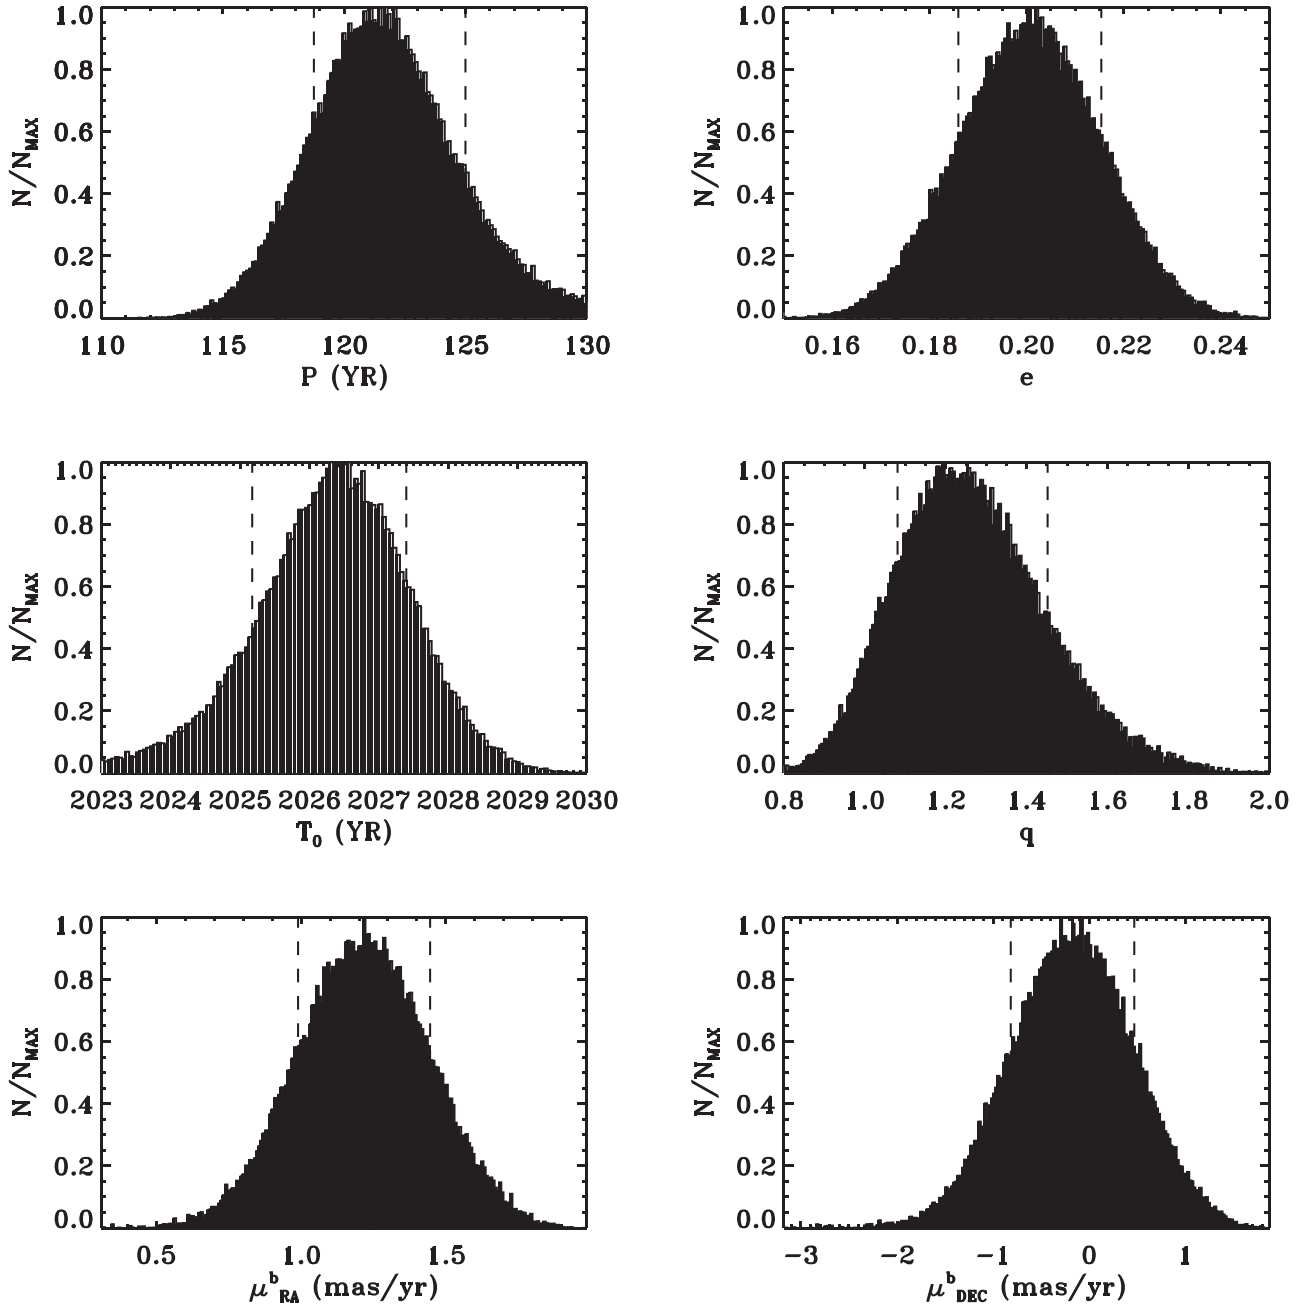 1.0
0.8
0.6
0.4
0.2
0.0
N/N_MAX
110 115 120 125 130
P (YR)
1.0
0.8
0.6
0.4
0.2
0.0
N/N_MAX
0.16 0.18 0.20 0.22 0.24
e
1.0
0.8
0.6
0.4
0.2
0.0
N/N_MAX
2023 2024 2025 2026 2027 2028 2029 2030
T_0 (YR)
1.0
0.8
0.6
0.4
0.2
0.0
N/N_MAX
0.8 1.0 1.2 1.4 1.6 1.8 2.0
q
1.0
0.8
0.6
0.4
0.2
0.0
N/N_MAX
0.5 1.0 1.5
μ^b_RA (mas/yr)
1.0
0.8
0.6
0.4
0.2
0.0
N/N_MAX
−3 −2 −1 0 1
μ^b_DEC (mas/yr)